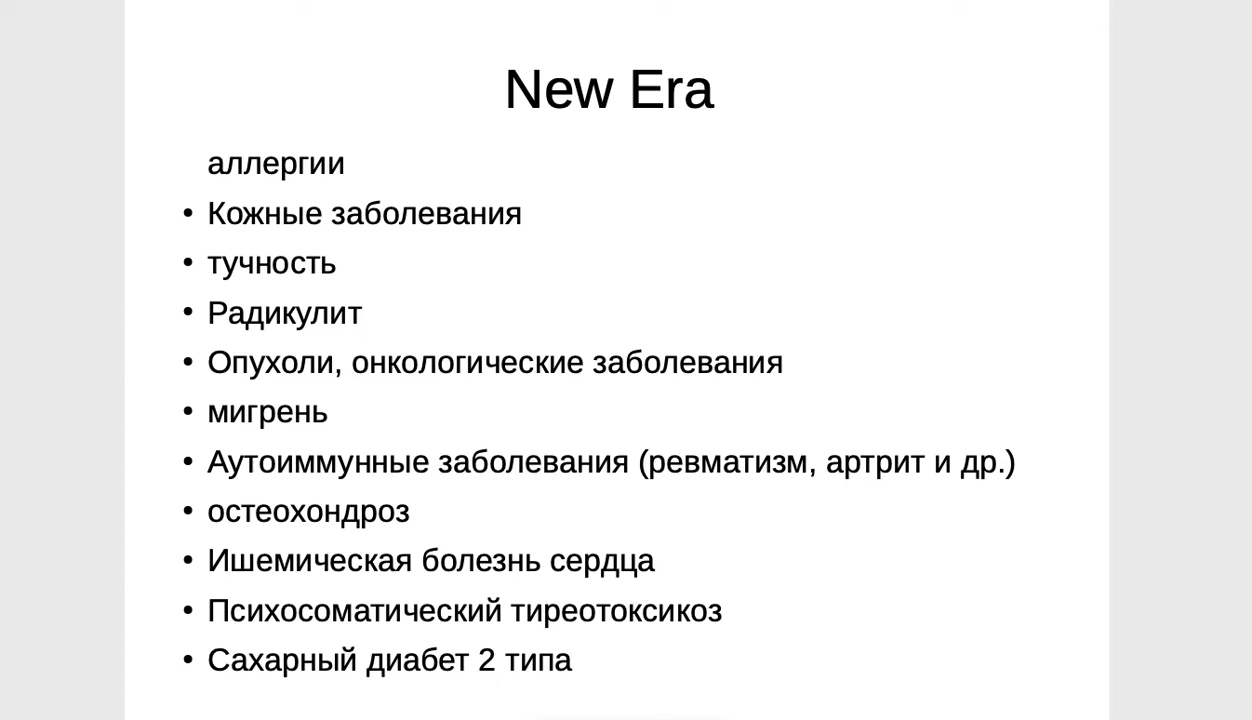 New Era
аллергии
• Кожные заболевания
• тучность
• Радикулит
• Опухоли, онкологические заболевания
• мигрень
• Аутоиммунные заболевания (ревматизм, артрит и др.)
• остеохондроз
• Ишемическая болезнь сердца
• Психосоматический тиреотоксикоз
• Сахарный диабет 2 типа